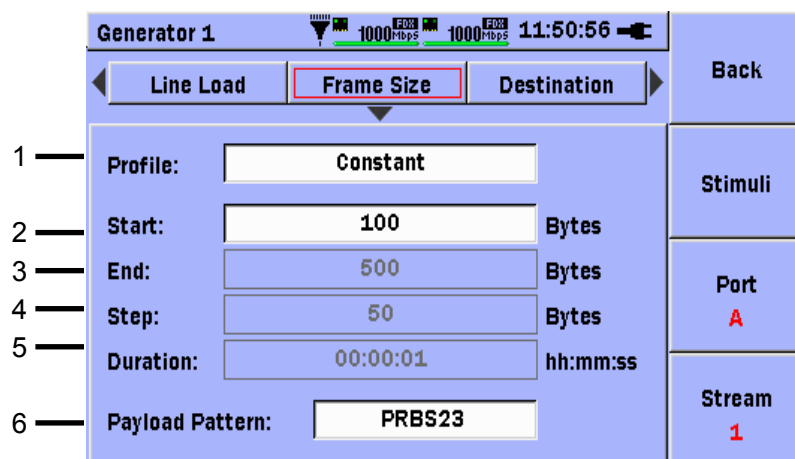 Generator 1 1000 FDX Mbps 1000 FDX Mbps 11:50:56
Back
Line Load Frame Size Destination
1 Profile: Constant
Stimuli
2 Start: 100 Bytes
3 End: 500 Bytes
Port
A
4 Step: 50 Bytes
5 Duration: 00:00:01 hh:mm:ss
Stream
1
6 Payload Pattern: PRBS23